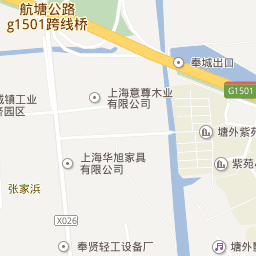 航塘公路
g1501跨线桥
奉城出口
G1501
城镇工业
园区
上海意尊木业
有限公司
塘外紫苑
紫苑
上海华旭家具
有限公司
张家浜
X026
奉贤轻工设备厂
塘外